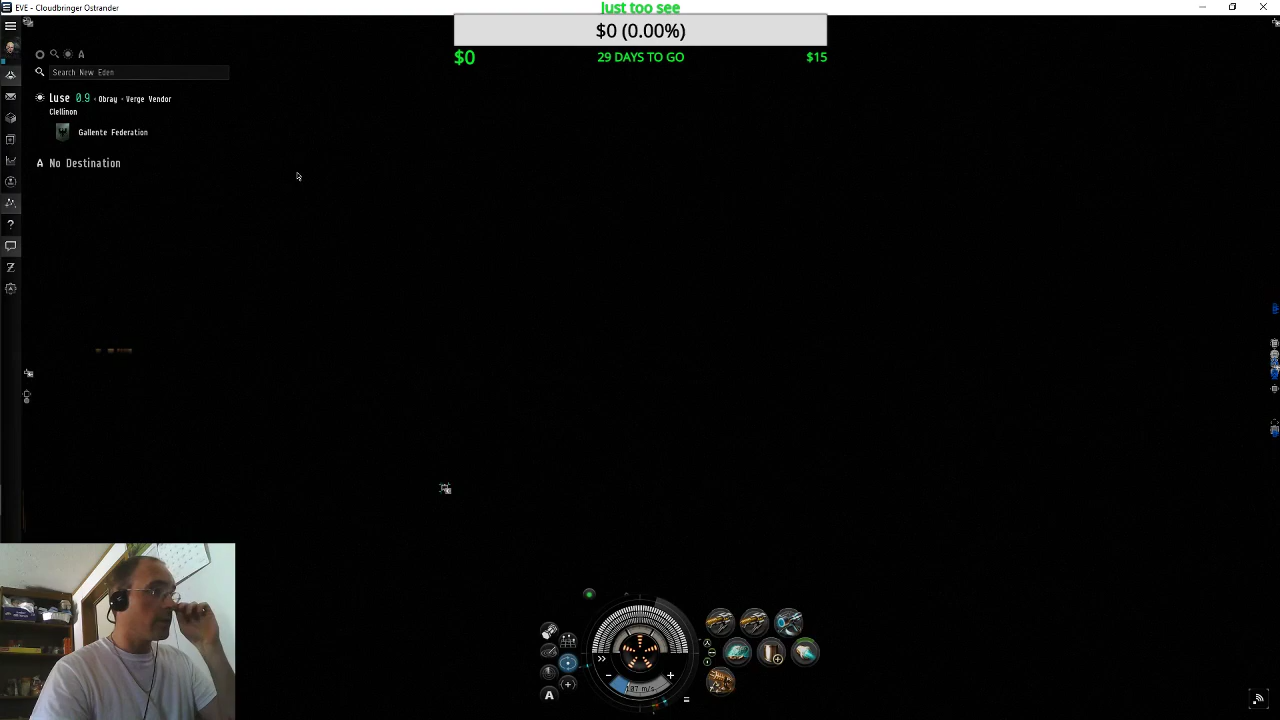 EVE - Cloudbringer Ostrander
Just too see
$0 (0.00%)
$0 29 DAYS TO GO $15
A
Search New Eden
Luse 0.9 ‹ Obray ‹ Verge Vendor
Clellinon
Gallente Federation
A No Destination
?
Z
A